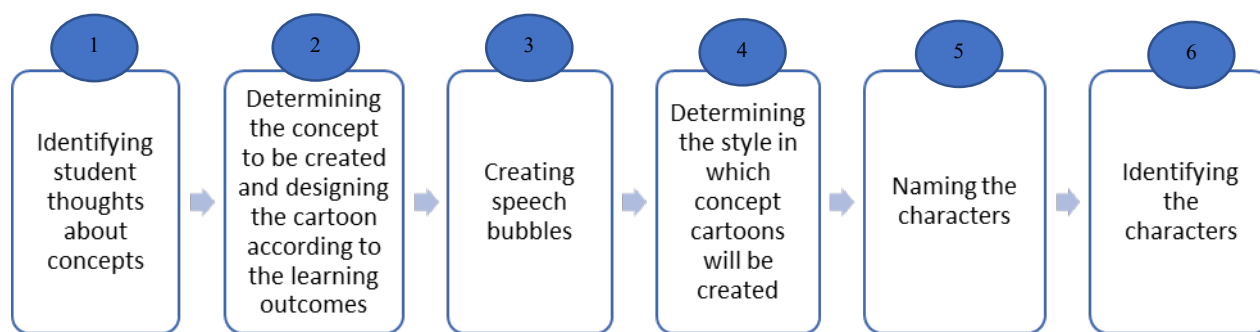 1
Identifying
student
thoughts
about
concepts
2
Determining
the concept
to be created
and designing
the cartoon
according to
the learning
outcomes
3
Creating
speech
bubbles
4
Determining
the style in
which
concept
cartoons
will be
created
5
Naming the
characters
6
Identifying
the
characters